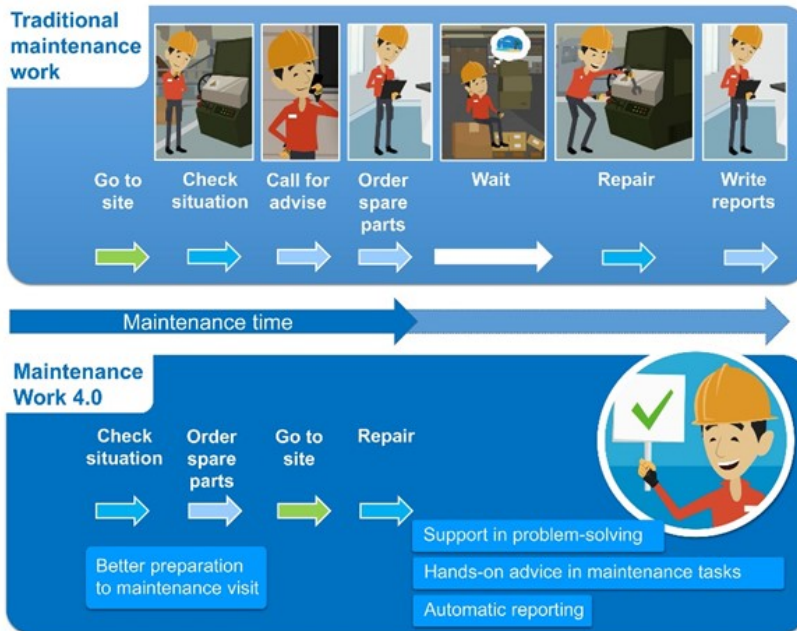 Traditional
maintenance
work
Go to
site
Check
situation
Call for
advise
Order
spare
parts
Wait
Repair
Write
reports
Maintenance time
Maintenance
Work 4.0
Check
situation
Order
spare
parts
Go to
site
Repair
Better preparation
to maintenance visit
Support in problem-solving
Hands-on advice in maintenance tasks
Automatic reporting